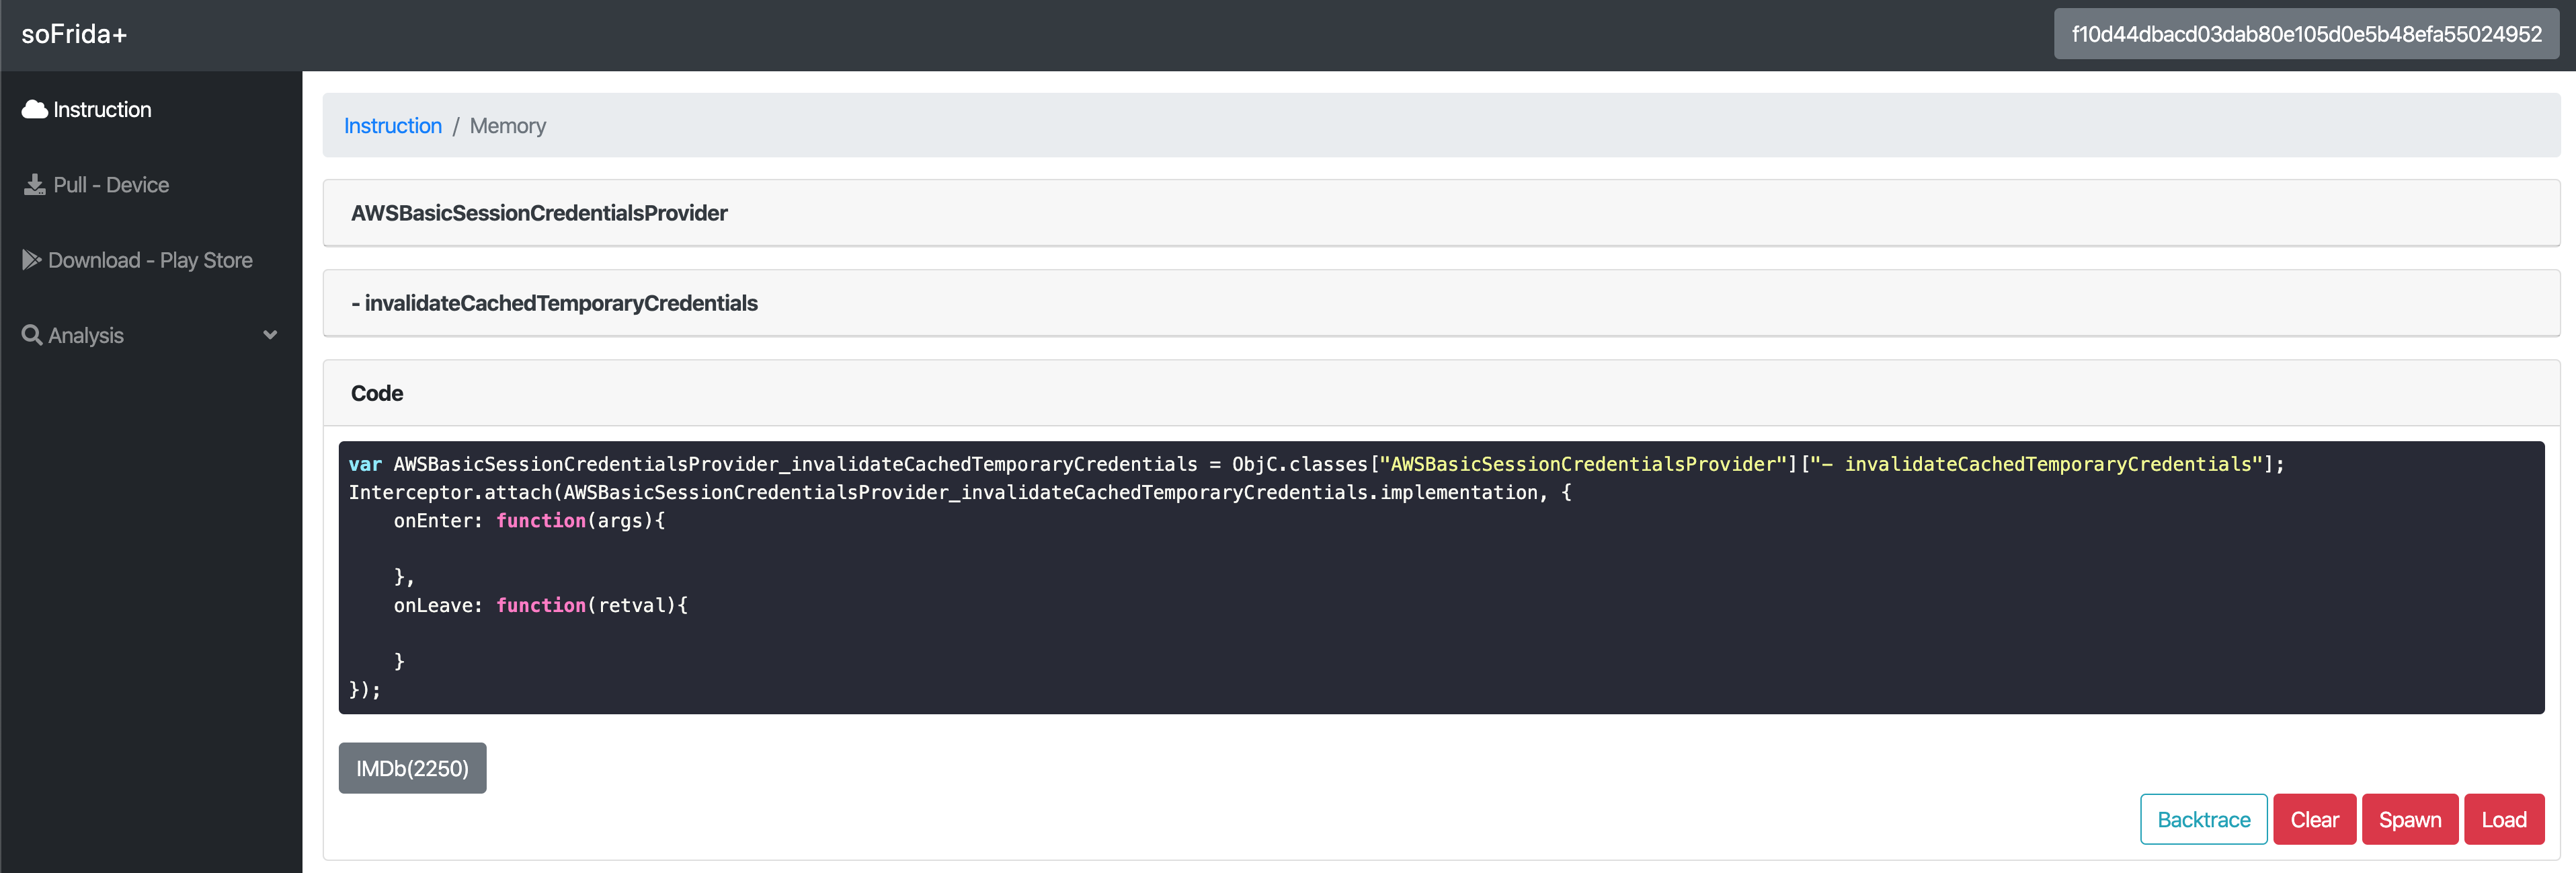 soFrida+
f10d44dbacd03dab80e105d0e5b48efa55024952
Instruction
Pull - Device
Download - Play Store
Analysis
Instruction / Memory
AWSBasicSessionCredentialsProvider
- invalidateCachedTemporaryCredentials
Code
var AWSBasicSessionCredentialsProvider_invalidateCachedTemporaryCredentials = ObjC.classes["AWSBasicSessionCredentialsProvider"]["- invalidateCachedTemporaryCredentials"];
Interceptor.attach(AWSBasicSessionCredentialsProvider_invalidateCachedTemporaryCredentials.implementation, {
    onEnter: function(args){
    },
    onLeave: function(retval){
    }
});
IMDb(2250)
Backtrace
Clear
Spawn
Load